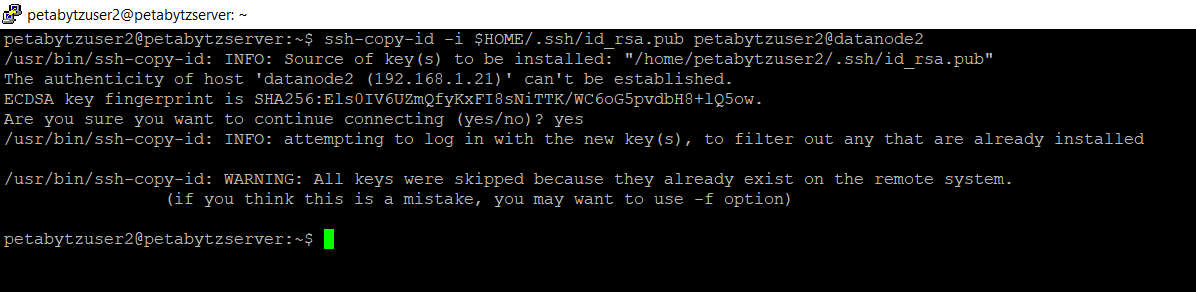 petabytzuser2@petabytzserver: ~
petabytzuser2@petabytzserver:~$ ssh-copy-id -i $HOME/.ssh/id_rsa.pub petabytzuser2@datanode2
/usr/bin/ssh-copy-id: INFO: Source of key(s) to be installed: "/home/petabytzuser2/.ssh/id_rsa.pub"
The authenticity of host 'datanode2 (192.168.1.21)' can't be established.
ECDSA key fingerprint is SHA256:Els0IV6UZmQfyKxFI8sNiTTK/WC6oG5pvdbH8+lQ5ow.
Are you sure you want to continue connecting (yes/no)? yes
/usr/bin/ssh-copy-id: INFO: attempting to log in with the new key(s), to filter out any that are already installed
/usr/bin/ssh-copy-id: WARNING: All keys were skipped because they already exist on the remote system.
(if you think this is a mistake, you may want to use -f option)
petabytzuser2@petabytzserver:~$